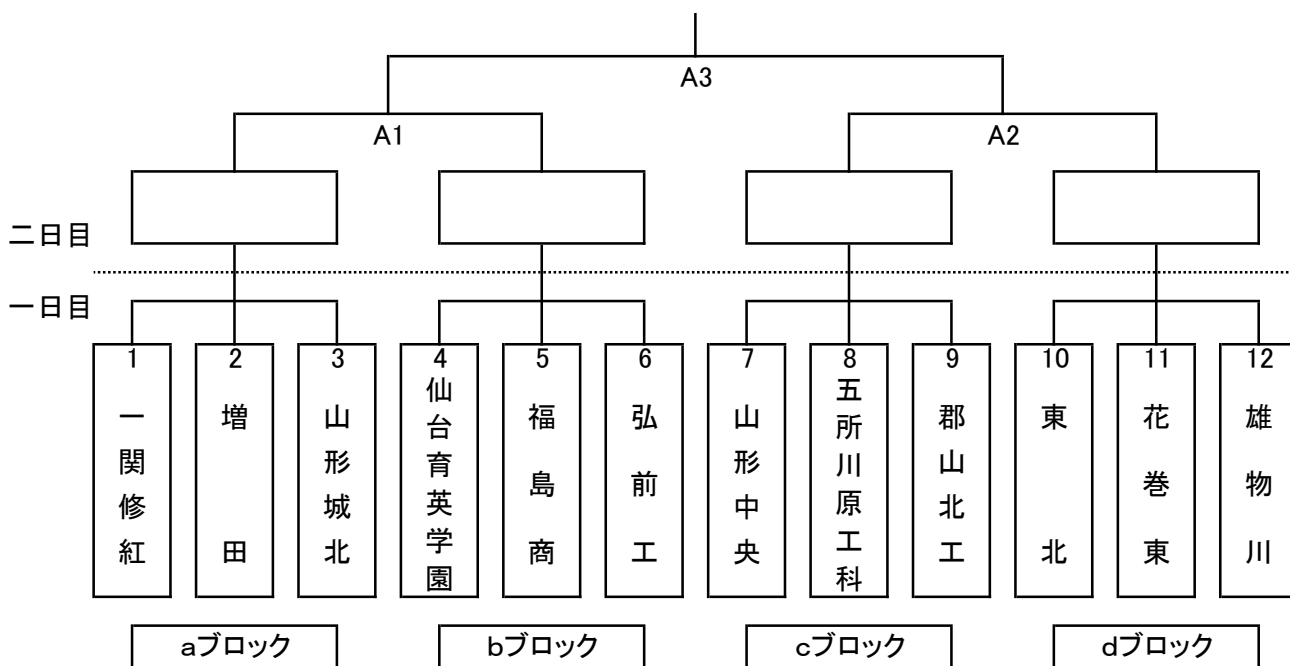 A3
A1
A2
二日目
一日目
1
一関修紅
2
増田
3
山形城北
4
仙台育英学園
5
福島商
6
弘前工
7
山形中央
8
五所川原工科
9
郡山北工
10
東北
11
花巻東
12
雄物川
aブロック
bブロック
cブロック
dブロック